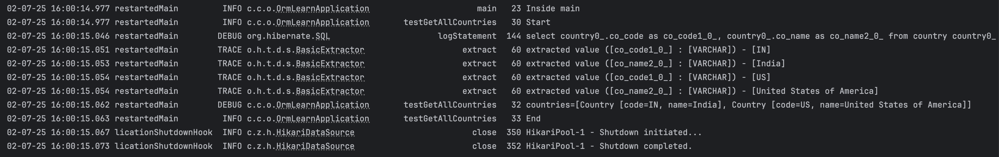 02-07-25 16:00:14.977 restartedMain INFO c.c.o.OrmLearnApplication main 23 Inside main
02-07-25 16:00:14.977 restartedMain INFO c.c.o.OrmLearnApplication testGetAllCountries 30 Start
02-07-25 16:00:15.046 restartedMain DEBUG org.hibernate.SQL logStatement 144 select country0_.co_code as co_code1_0_, country0_.co_name as co_name2_0_ from country country0_
02-07-25 16:00:15.051 restartedMain TRACE o.h.t.d.s.BasicExtractor extract 60 extracted value ([co_code1_0_] : [VARCHAR]) - [IN]
02-07-25 16:00:15.053 restartedMain TRACE o.h.t.d.s.BasicExtractor extract 60 extracted value ([co_name2_0_] : [VARCHAR]) - [India]
02-07-25 16:00:15.054 restartedMain TRACE o.h.t.d.s.BasicExtractor extract 60 extracted value ([co_code1_0_] : [VARCHAR]) - [US]
02-07-25 16:00:15.054 restartedMain TRACE o.h.t.d.s.BasicExtractor extract 60 extracted value ([co_name2_0_] : [VARCHAR]) - [United States of America]
02-07-25 16:00:15.062 restartedMain DEBUG c.c.o.OrmLearnApplication testGetAllCountries 32 countries=[Country [code=IN, name=India], Country [code=US, name=United States of America]]
02-07-25 16:00:15.063 restartedMain INFO c.c.o.OrmLearnApplication testGetAllCountries 33 End
02-07-25 16:00:15.067 licationShutdownHook INFO c.z.h.HikariDataSource close 350 HikariPool-1 - Shutdown initiated...
02-07-25 16:00:15.073 licationShutdownHook INFO c.z.h.HikariDataSource close 352 HikariPool-1 - Shutdown completed.